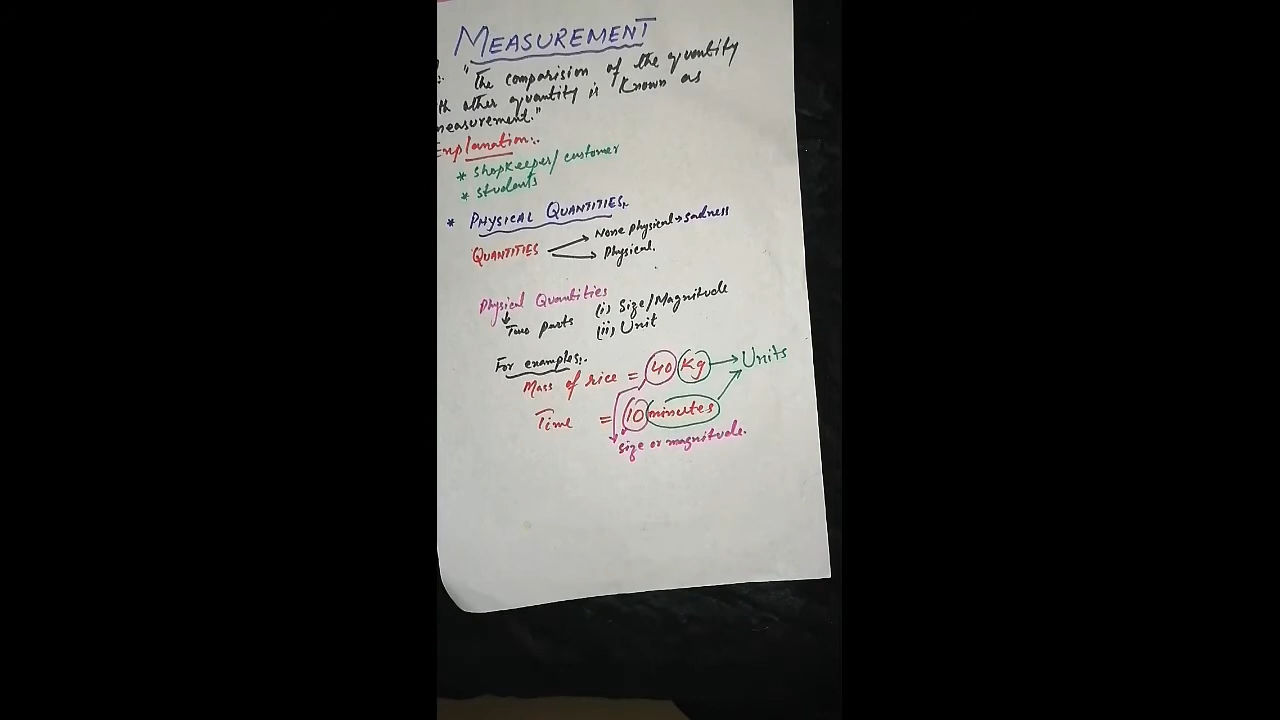 MEASUREMENT
"The comparision of the quantity
th other quantity is known as
measurement."
Explanation:-
* Shopkeeper/customer
* Students
* PHYSICAL QUANTITIES:-
QUANTITIES → None physical → sadness
→ Physical.
Physical Quantities
↓ Two parts (i) Size/Magnitude
(ii) Unit
For examples:-
Mass of rice = 40 Kg → Units
Time = 10 minutes
size or magnitude.